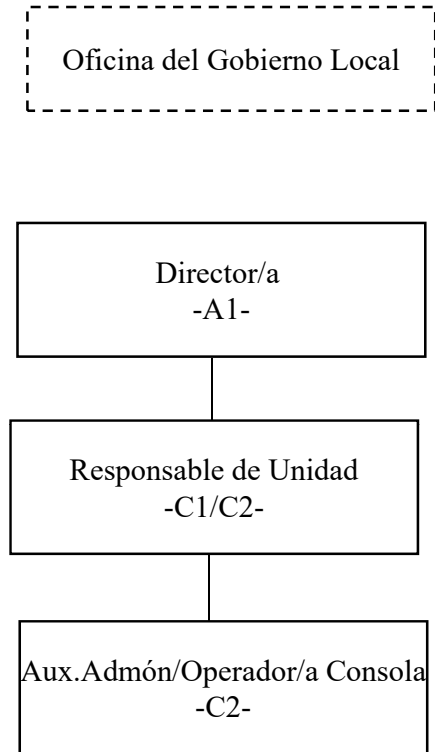 Oficina del Gobierno Local
Director/a
-A1-
Responsable de Unidad
-C1/C2-
Aux.Admón/Operador/a Consola
-C2-